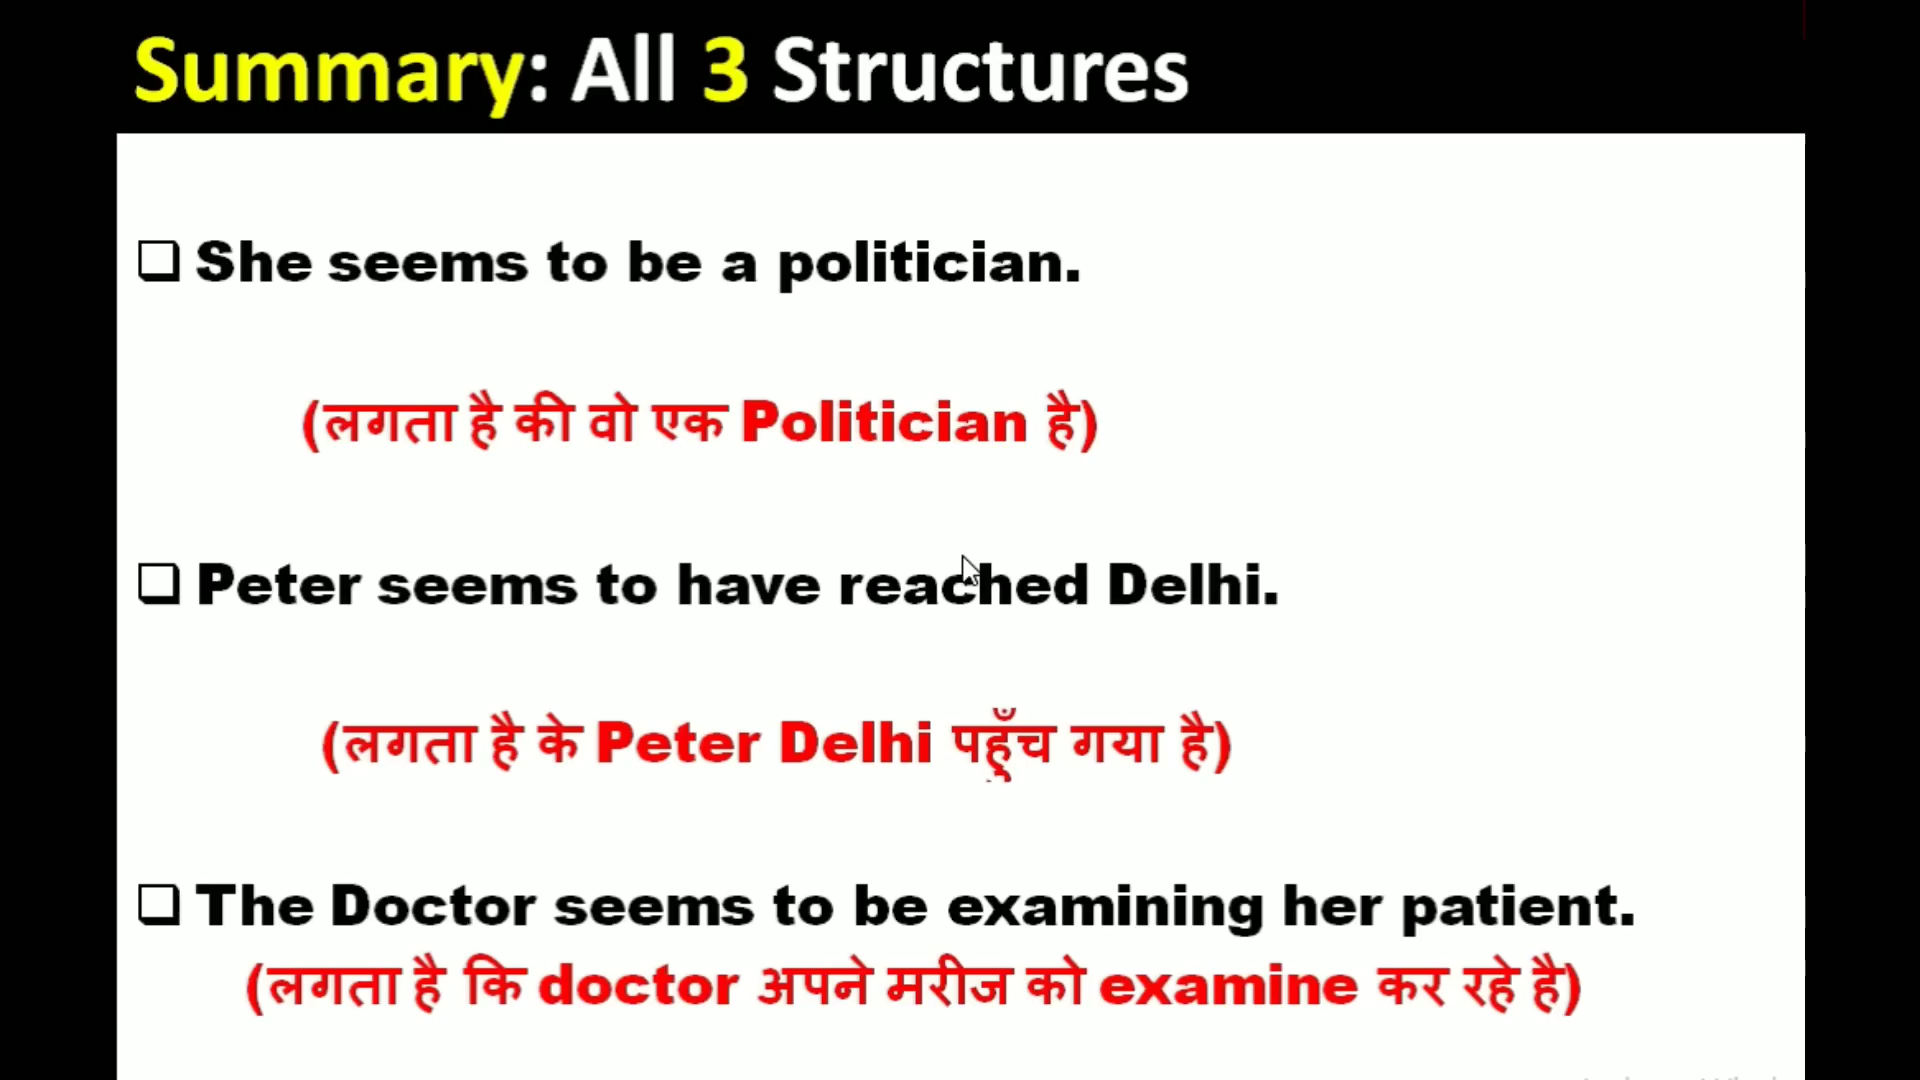 Summary: All 3 Structures
She seems to be a politician.
(लगता है की वो एक Politician है)
Peter seems to have reached Delhi.
(लगता है के Peter Delhi पहुँच गया है)
The Doctor seems to be examining her patient.
(लगता है कि doctor अपने मरीज को examine कर रहे है)